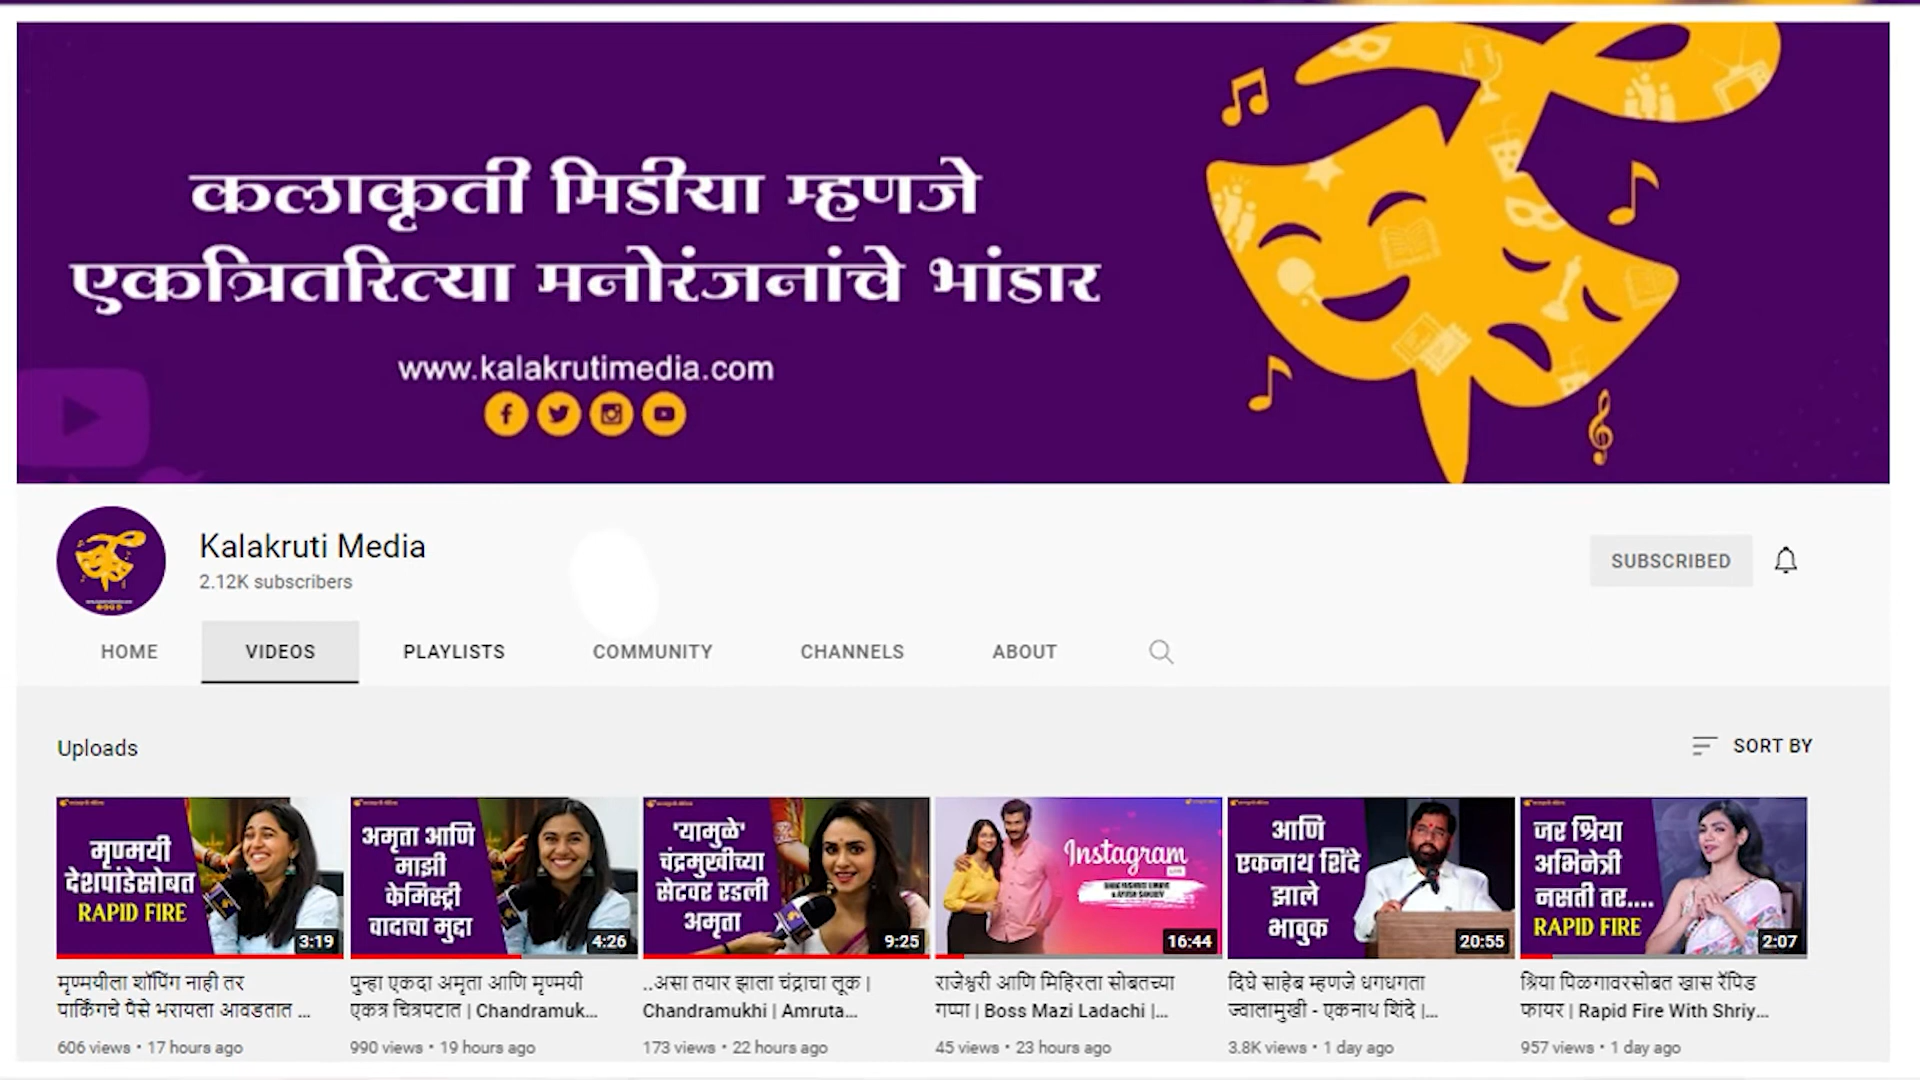 कलाकृती मिडीया म्हणजे
एकत्रितरित्या मनोरंजनांचे भांडार
www.kalakrutimedia.com
Kalakruti Media
2.12K subscribers
SUBSCRIBED
HOME
VIDEOS
PLAYLISTS
COMMUNITY
CHANNELS
ABOUT
Uploads
SORT BY
मृण्मयी
देशपांडेसोबत
RAPID FIRE
3:19
मृण्मयीला शॉपिंग नाही तर
पार्किंगचे पैसे भरायला आवडतात ...
606 views • 17 hours ago
अमृता आणि
माझी
केमिस्ट्री
वादाचा मुद्दा
4:26
पुन्हा एकदा अमृता आणि मृण्मयी
एकत्र चित्रपटात | Chandramuk...
990 views • 19 hours ago
'यामुळे'
चंद्रमुखीच्या
सेटवर रडली
अमृता
9:25
..असा तयार झाला चंद्राचा लूक |
Chandramukhi | Amruta...
173 views • 22 hours ago
Instagram
16:44
राजेश्वरी आणि मिहिरला सोबतच्या
गप्पा | Boss Mazi Ladachi |...
45 views • 23 hours ago
आणि
एकनाथ शिंदे
झाले
भावुक
20:55
दिघे साहेब म्हणजे धगधगता
ज्वालामुखी - एकनाथ शिंदे |...
3.8K views • 1 day ago
जर श्रिया
अभिनेत्री
नसती तर....
RAPID FIRE
2:07
श्रिया पिळगावरसोबत खास रॅपिड
फायर | Rapid Fire With Shriy...
957 views • 1 day ago